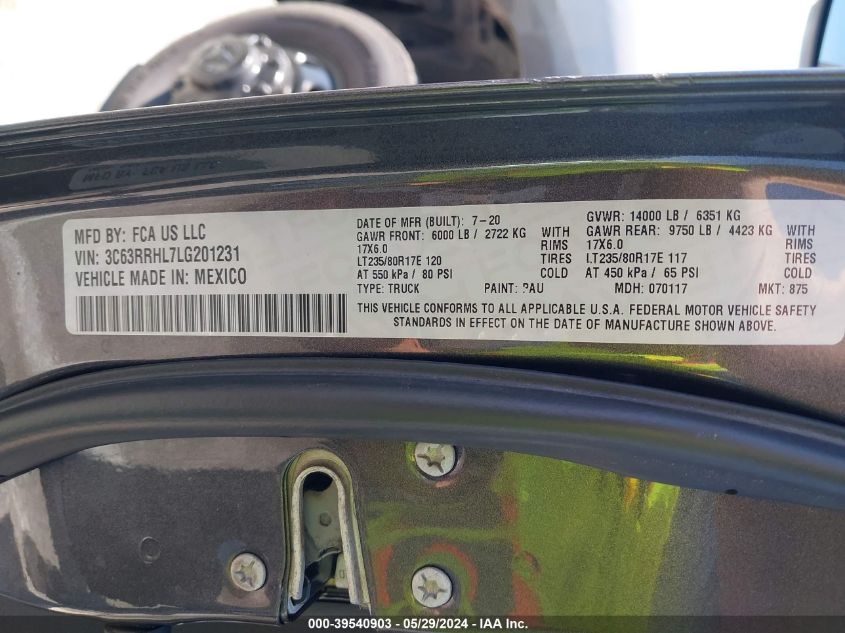 MFD BY: FCA US LLC
VIN: 3C63RRHL7LG201231
VEHICLE MADE IN: MEXICO
DATE OF MFR (BUILT): 7-20
GAWR FRONT: 6000 LB / 2722 KG WITH
17X6.0 RIMS
LT235/80R17E 120 TIRES
AT 550 kPa / 80 PSI COLD
TYPE: TRUCK PAINT: PAU
GVWR: 14000 LB / 6351 KG
GAWR REAR: 9750 LB / 4423 KG WITH
17X6.0 RIMS
LT235/80R17E 117 TIRES
AT 450 kPa / 65 PSI COLD
MDH: 070117 MKT: 875
THIS VEHICLE CONFORMS TO ALL APPLICABLE U.S.A. FEDERAL MOTOR VEHICLE SAFETY
STANDARDS IN EFFECT ON THE DATE OF MANUFACTURE SHOWN ABOVE.
000-39540903 / 05/29/2024 - IAA Inc.